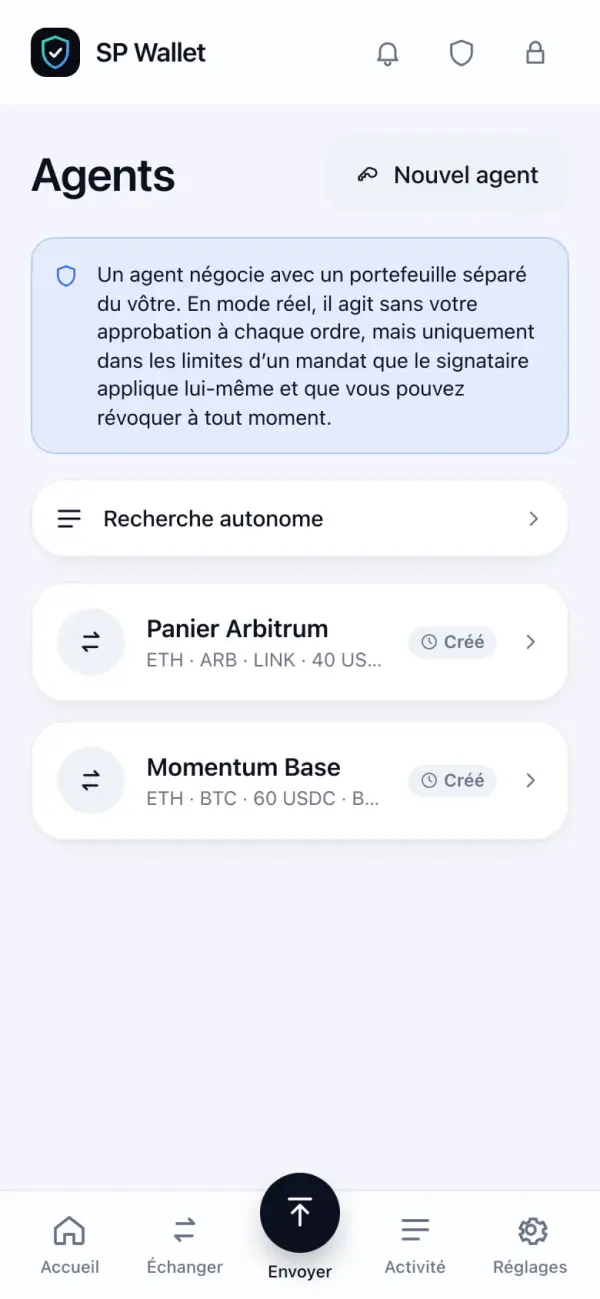 SP Wallet
Agents
Nouvel agent
Un agent négocie avec un portefeuille séparé
du vôtre. En mode réel, il agit sans votre
approbation à chaque ordre, mais uniquement
dans les limites d’un mandat que le signataire
applique lui-même et que vous pouvez
révoquer à tout moment.
Recherche autonome
Panier Arbitrum
ETH · ARB · LINK · 40 US...
Créé
Momentum Base
ETH · BTC · 60 USDC · B...
Créé
Accueil
Échanger
Envoyer
Activité
Réglages